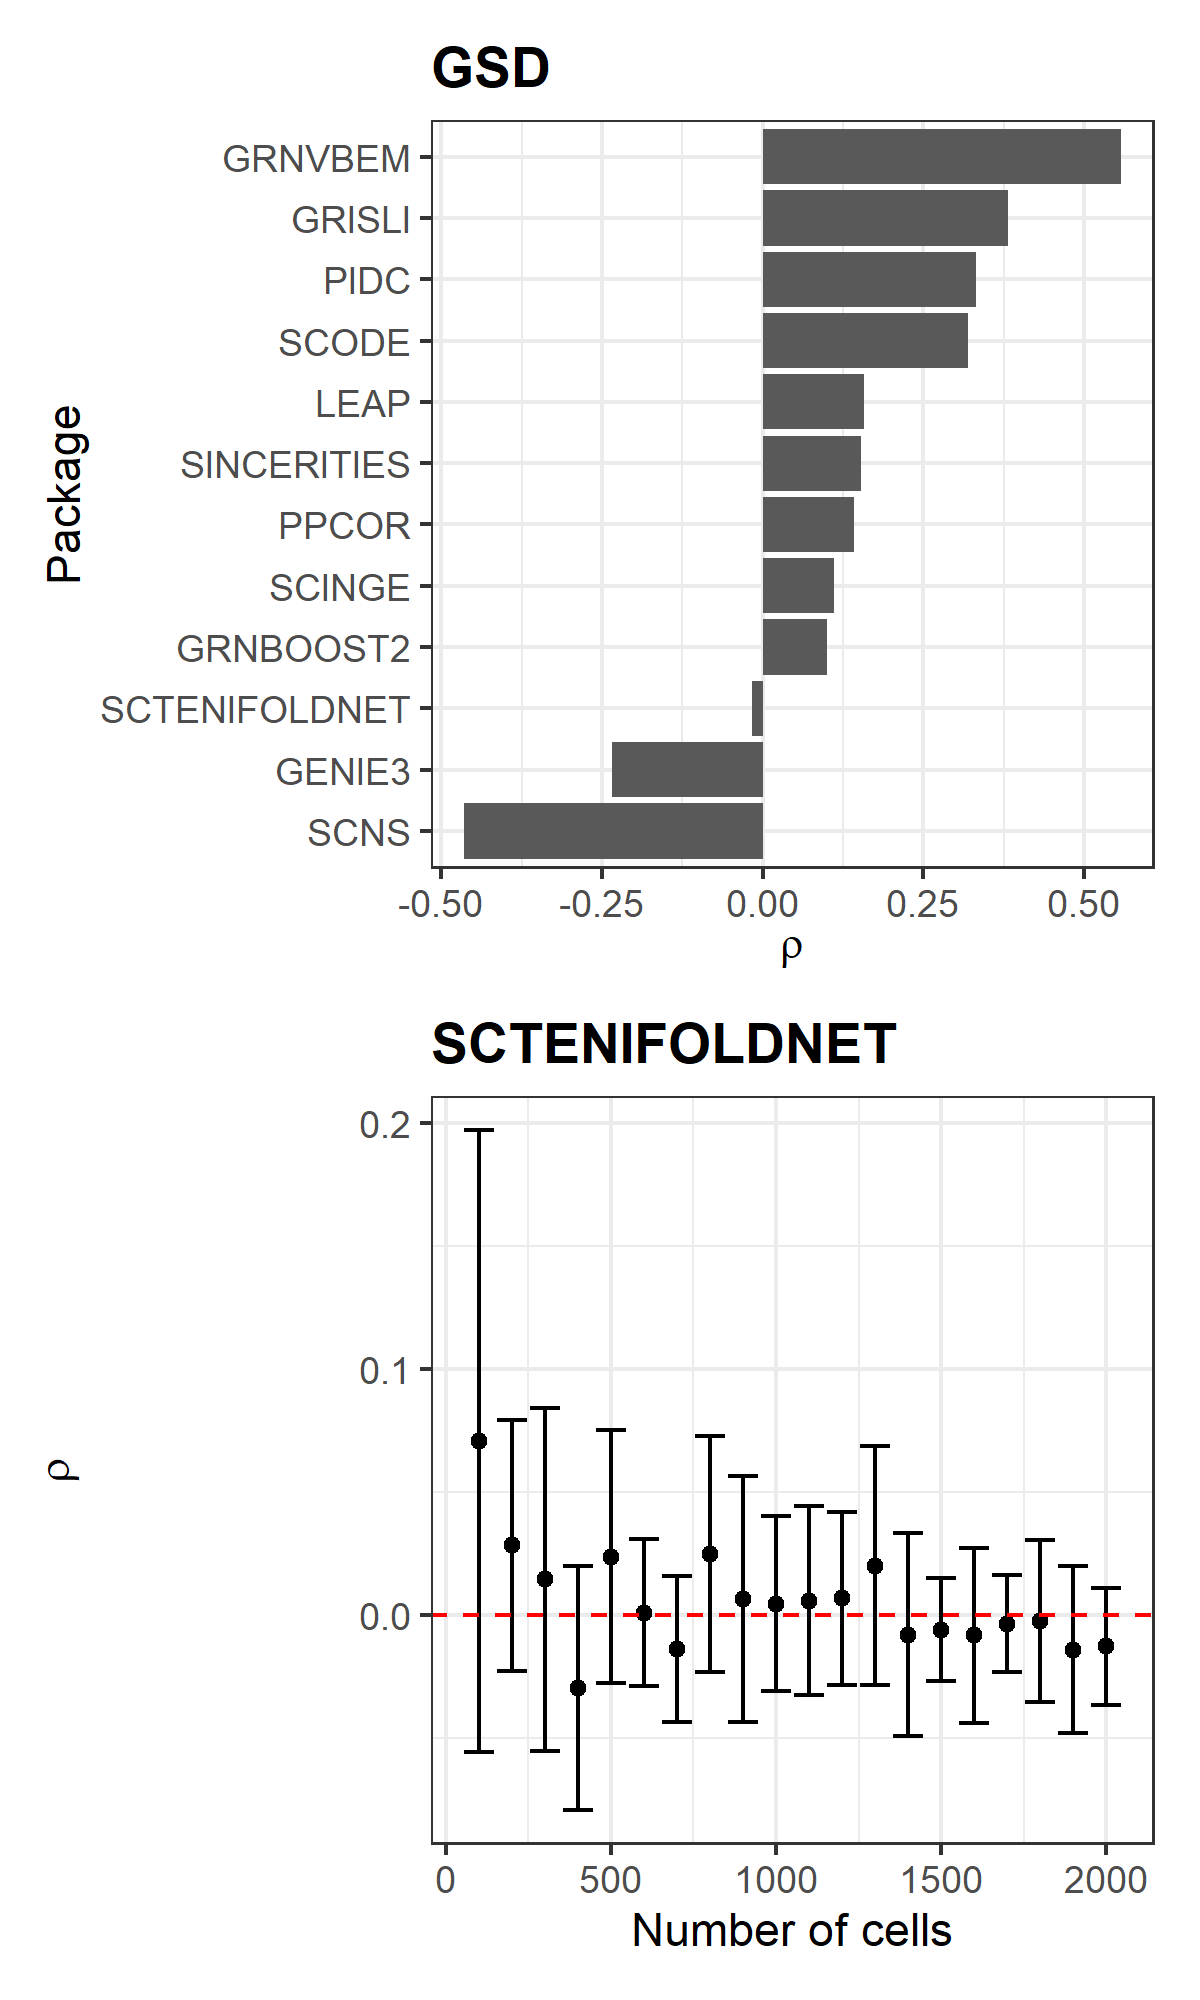 GSD
Package
GRNVBEM
GRISLI
PIDC
SCODE
LEAP
SINCERITIES
PPCOR
SCINGE
GRNBOOST2
SCTENIFOLDNET
GENIE3
SCNS
-0.50 -0.25 0.00 0.25 0.50
ρ
SCTENIFOLDNET
ρ
0.2
0.1
0.0
0 500 1000 1500 2000
Number of cells